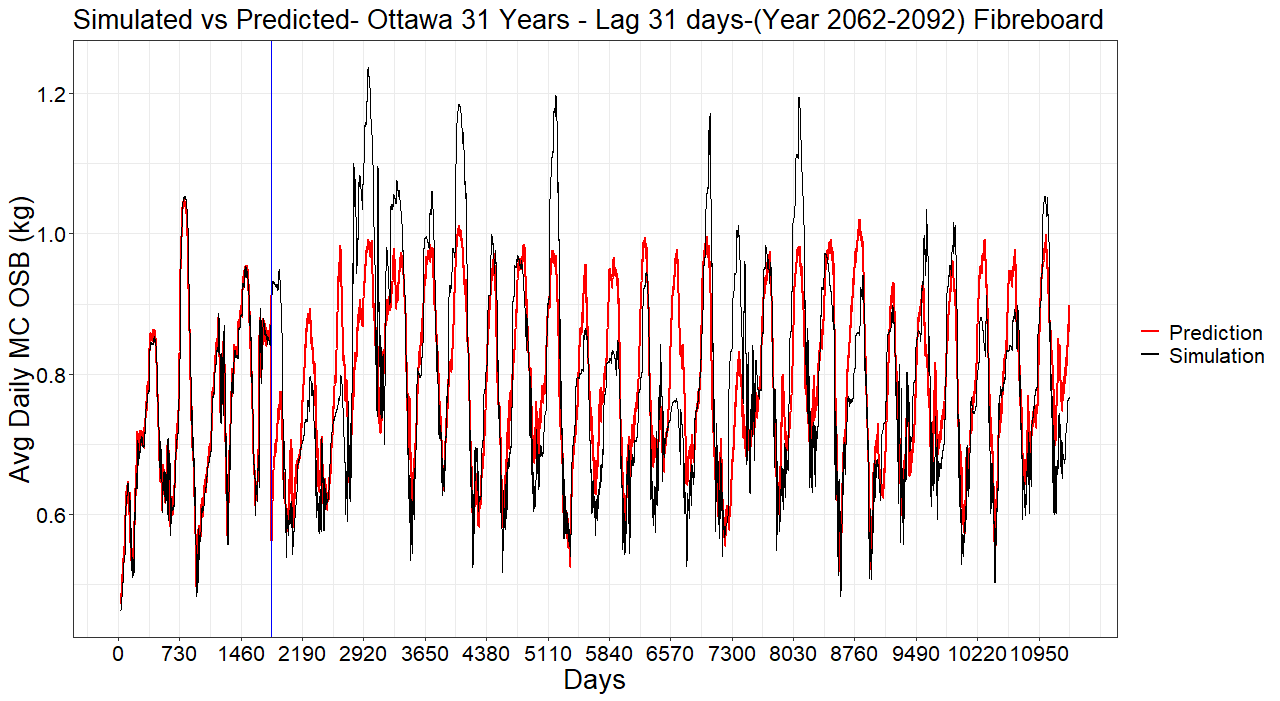 Simulated vs Predicted- Ottawa 31 Years - Lag 31 days-(Year 2062-2092) Fibreboard
Avg Daily MC OSB (kg)
1.2
1.0
0.8
0.6
Prediction
Simulation
0 730 1460 2190 2920 3650 4380 5110 5840 6570 7300 8030 8760 9490 10220 10950
Days